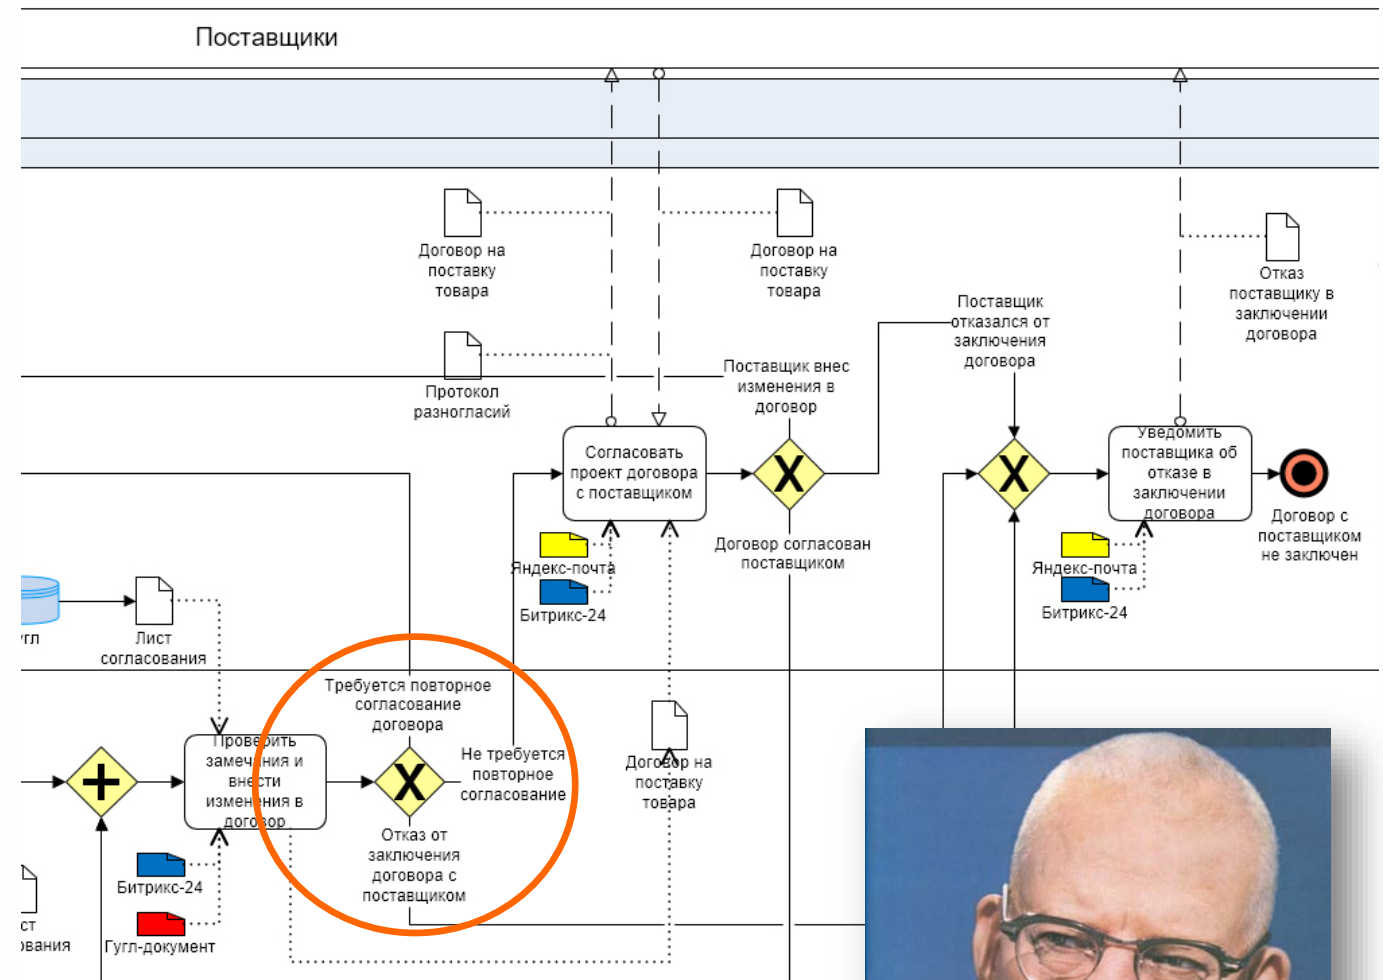 Поставщики
Договор на
поставку
товара
Договор на
поставку
товара
Отказ
поставщику в
заключении
договора
Поставщик
отказался от
заключения
договора
Протокол
разногласий
Поставщик внес
изменения в
договор
Согласовать
проект договора
с поставщиком
X
X
Уведомить
поставщика об
отказе в
заключении
договора
Договор с
поставщиком
не заключен
Договор согласован
поставщиком
Яндекс-почта
Битрикс-24
Яндекс-почта
Битрикс-24
Лист
согласования
Требуется повторное
согласование
договора
Не требуется
повторное
согласование
Проверить
замечания и
внести
изменения в
договор
X
Договор на
поставку
товара
Отказ от
заключения
договора с
поставщиком
Битрикс-24
Гугл-документ